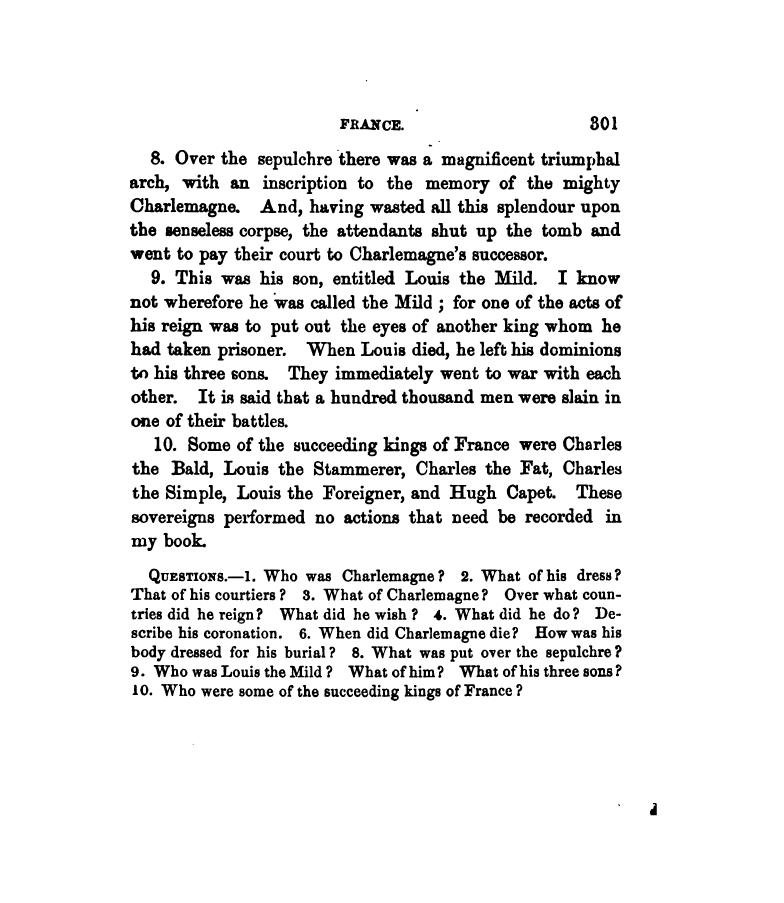 FRANCE. 301
8. Over the sepulchre there was a magnificent triumphal
arch, with an inscription to the memory of the mighty
Charlemagne. And, having wasted all this splendour upon
the senseless corpse, the attendants shut up the tomb and
went to pay their court to Charlemagne's successor.
9. This was his son, entitled Louis the Mild. I know
not wherefore he was called the Mild ; for one of the acts of
his reign was to put out the eyes of another king whom he
had taken prisoner. When Louis died, he left his dominions
to his three sons. They immediately went to war with each
other. It is said that a hundred thousand men were slain in
one of their battles.
10. Some of the succeeding kings of France were Charles
the Bald, Louis the Stammerer, Charles the Fat, Charles
the Simple, Louis the Foreigner, and Hugh Capet. These
sovereigns performed no actions that need be recorded in
my book.
QUESTIONS.—1. Who was Charlemagne? 2. What of his dress?
That of his courtiers? 3. What of Charlemagne? Over what coun-
tries did he reign? What did he wish? 4. What did he do? De-
scribe his coronation. 6. When did Charlemagne die? How was his
body dressed for his burial? 8. What was put over the sepulchre?
9. Who was Louis the Mild? What of him? What of his three sons?
10. Who were some of the succeeding kings of France?